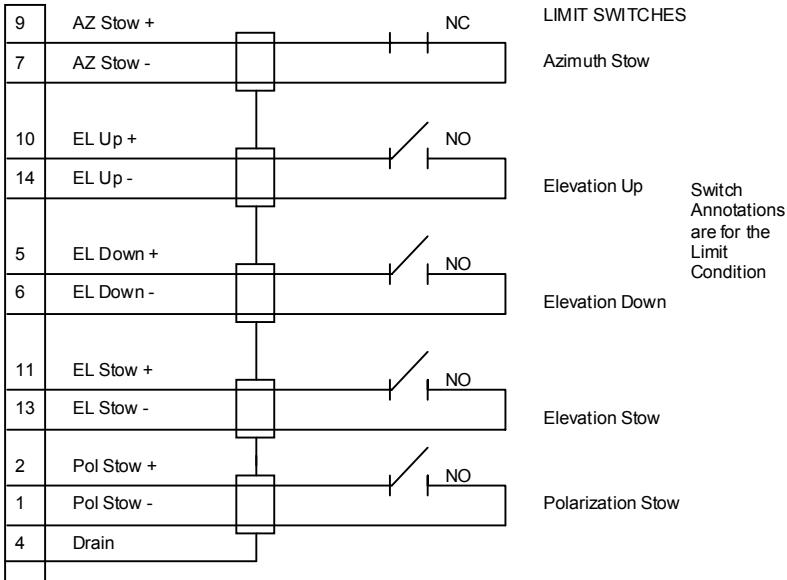 LIMIT SWITCHES
9 AZ Stow + NC
7 AZ Stow - Azimuth Stow
10 EL Up + NO
14 EL Up - Elevation Up
Switch
Annotations
are for the
Limit
Condition
5 EL Down + NO
6 EL Down - Elevation Down
11 EL Stow + NO
13 EL Stow - Elevation Stow
2 Pol Stow + NO
1 Pol Stow - Polarization Stow
4 Drain